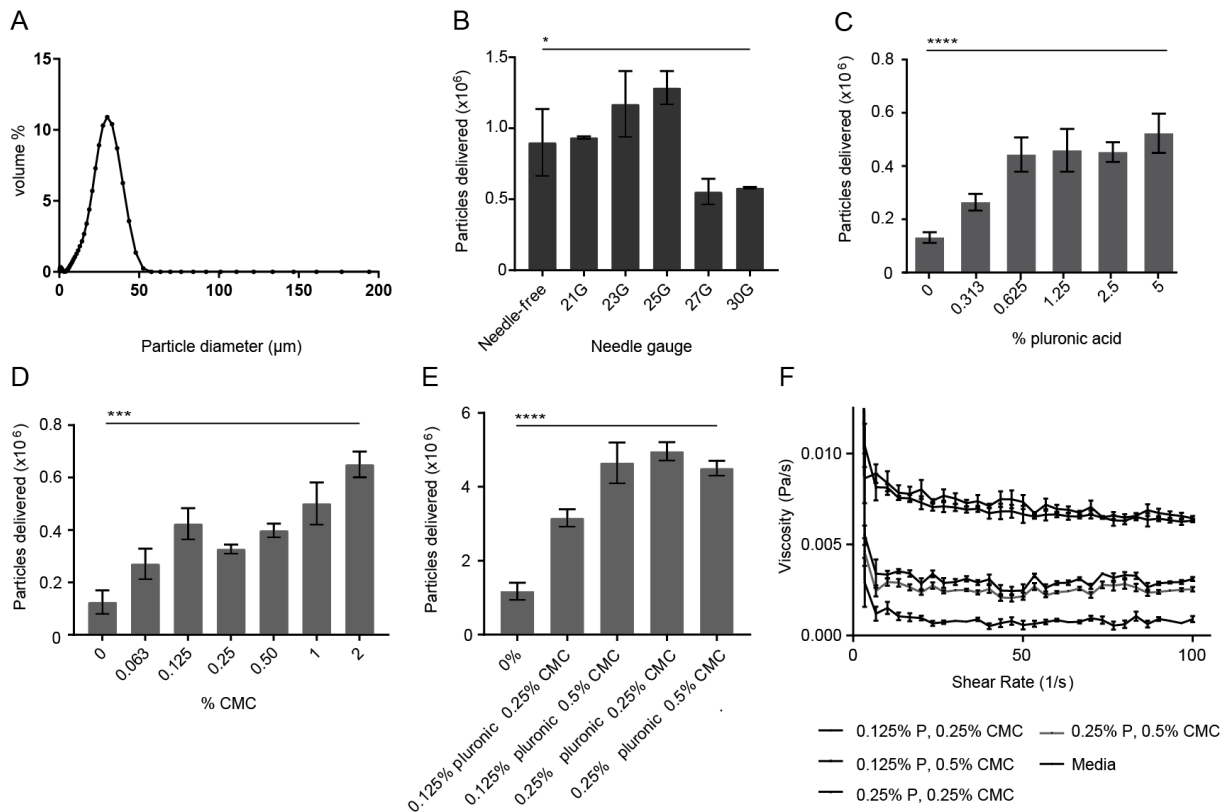 A
volume %
15
10
5
0
0
50
100
150
200
Particle diameter (µm)
B
*
Particles delivered (x10⁶)
1.5
1.0
0.5
0
Needle-free
21G
23G
25G
27G
30G
Needle gauge
C
****
Particles delivered (x10⁶)
0.8
0.6
0.4
0.2
0
0
0.313
0.625
1.25
2.5
5
% pluronic acid
D
***
Particles delivered (x10⁶)
0.8
0.6
0.4
0.2
0
0
0.063
0.125
0.25
0.50
1
2
% CMC
E
****
Particles delivered (x10⁶)
6
4
2
0
0%
0.125% pluronic 0.25% CMC
0.125% pluronic 0.5% CMC
0.25% pluronic 0.25% CMC
0.25% pluronic 0.5% CMC
F
Viscosity (Pa/s)
0.010
0.005
0.000
0
50
100
Shear Rate (1/s)
0.125% P, 0.25% CMC
0.25% P, 0.5% CMC
0.125% P, 0.5% CMC
Media
0.25% P, 0.25% CMC